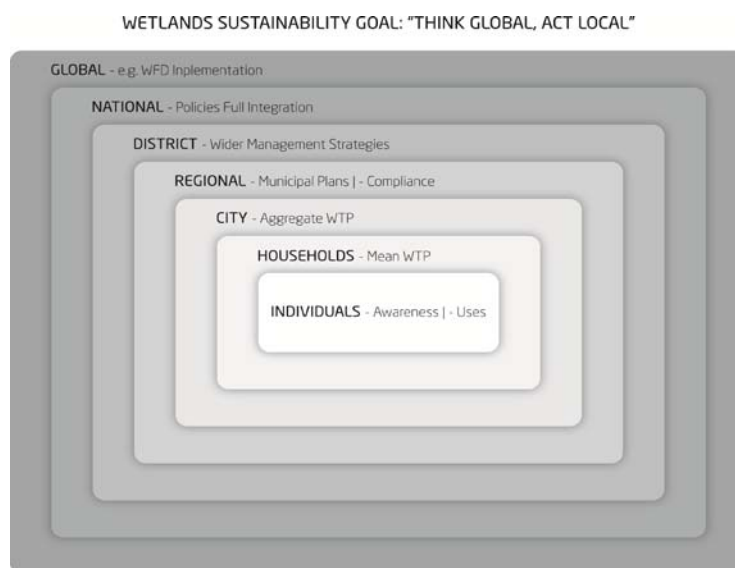 WETLANDS SUSTAINABILITY GOAL: "THINK GLOBAL, ACT LOCAL"
GLOBAL - e.g. WFD Inplementation
NATIONAL - Policies Full Integration
DISTRICT - Wider Management Strategies
REGIONAL - Municipal Plans | - Compliance
CITY - Aggregate WTP
HOUSEHOLDS - Mean WTP
INDIVIDUALS - Awareness | - Uses